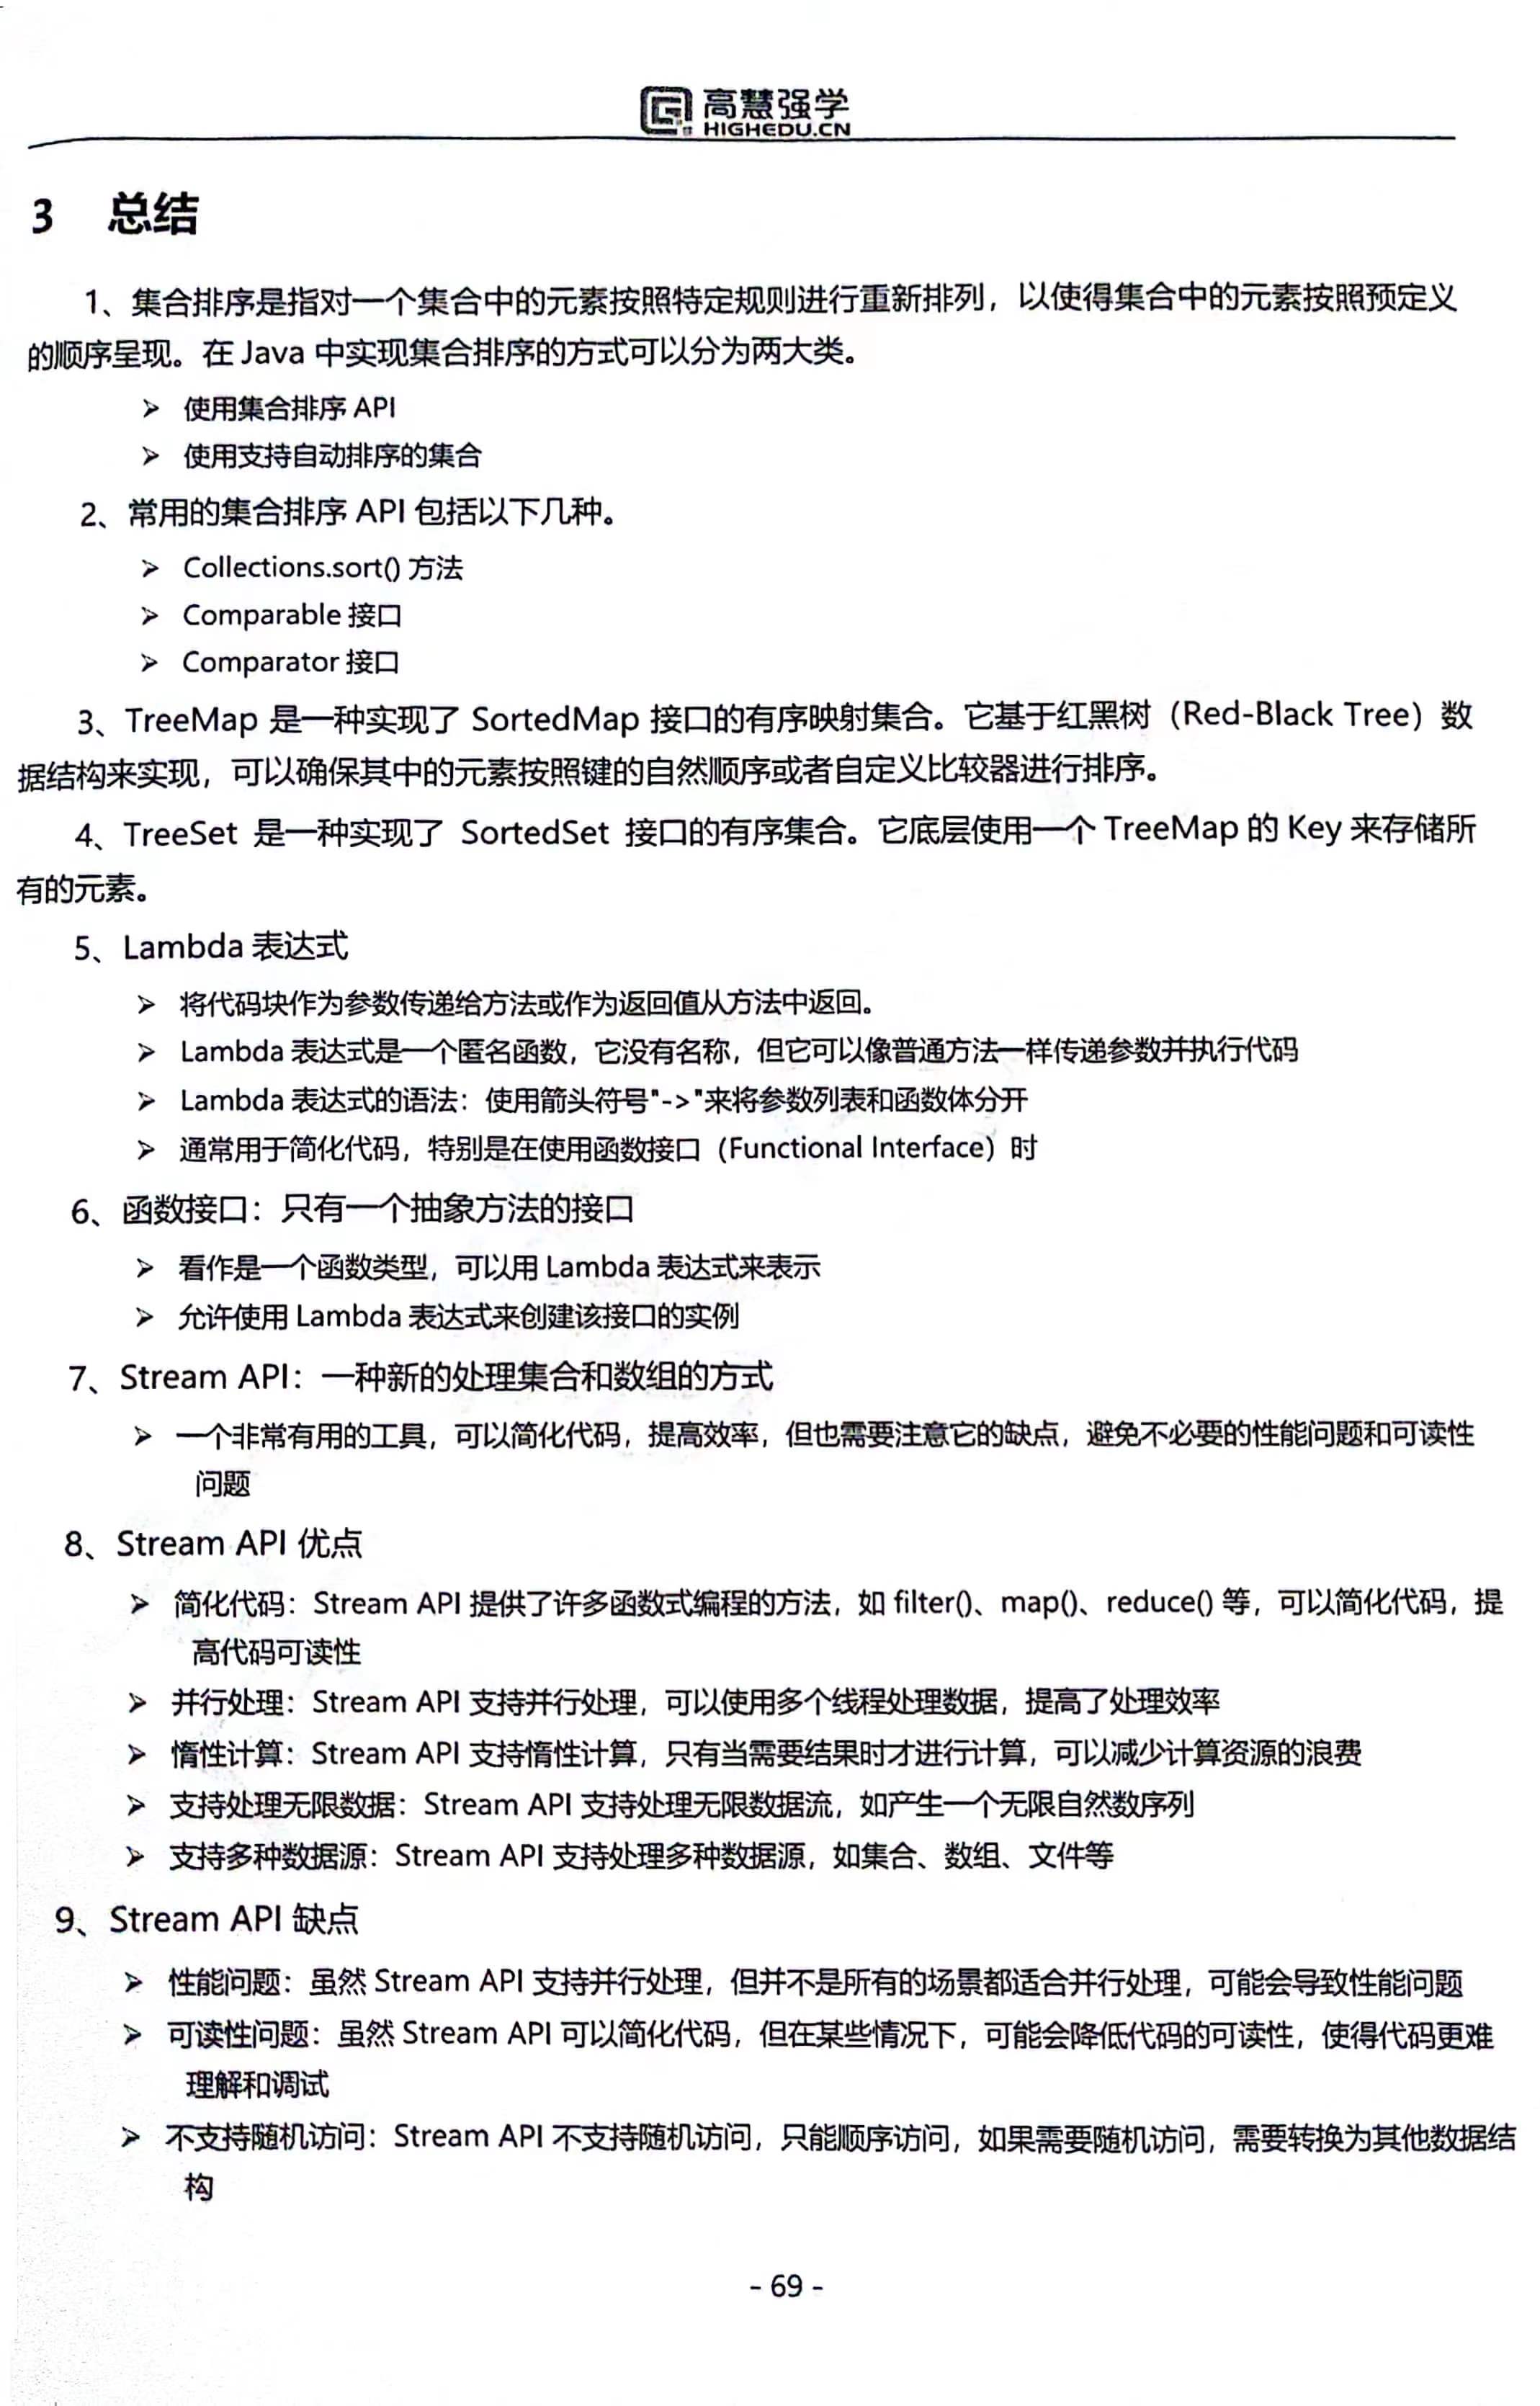 高慧强学
HIGHEDU.CN
3 总结
1、集合排序是指对一个集合中的元素按照特定规则进行重新排列，以使得集合中的元素按照预定义
的顺序呈现。在 Java 中实现集合排序的方式可以分为两大类。
➢ 使用集合排序 API
➢ 使用支持自动排序的集合
2、常用的集合排序 API 包括以下几种。
➢ Collections.sort() 方法
➢ Comparable 接口
➢ Comparator 接口
3、TreeMap 是一种实现了 SortedMap 接口的有序映射集合。它基于红黑树（Red-Black Tree）数
据结构来实现，可以确保其中的元素按照键的自然顺序或者自定义比较器进行排序。
4、TreeSet 是一种实现了 SortedSet 接口的有序集合。它底层使用一个 TreeMap 的 Key 来存储所
有的元素。
5、Lambda 表达式
➢ 将代码块作为参数传递给方法或作为返回值从方法中返回。
➢ Lambda 表达式是一个匿名函数，它没有名称，但它可以像普通方法一样传递参数并执行代码
➢ Lambda 表达式的语法：使用箭头符号"->"来将参数列表和函数体分开
➢ 通常用于简化代码，特别是在使用函数接口（Functional Interface）时
6、函数接口：只有一个抽象方法的接口
➢ 看作是一个函数类型，可以用 Lambda 表达式来表示
➢ 允许使用 Lambda 表达式来创建该接口的实例
7、Stream API：一种新的处理集合和数组的方式
➢ 一个非常有用的工具，可以简化代码，提高效率，但也需要注意它的缺点，避免不必要的性能问题和可读性
问题
8、Stream API 优点
➢ 简化代码：Stream API 提供了许多函数式编程的方法，如 filter()、map()、reduce() 等，可以简化代码，提
高代码可读性
➢ 并行处理：Stream API 支持并行处理，可以使用多个线程处理数据，提高了处理效率
➢ 惰性计算：Stream API 支持惰性计算，只有当需要结果时才进行计算，可以减少计算资源的浪费
➢ 支持处理无限数据：Stream API 支持处理无限数据流，如产生一个无限自然数序列
➢ 支持多种数据源：Stream API 支持处理多种数据源，如集合、数组、文件等
9、Stream API 缺点
➢ 性能问题：虽然 Stream API 支持并行处理，但并不是所有的场景都适合并行处理，可能会导致性能问题
➢ 可读性问题：虽然 Stream API 可以简化代码，但在某些情况下，可能会降低代码的可读性，使得代码更难
理解和调试
➢ 不支持随机访问：Stream API 不支持随机访问，只能顺序访问，如果需要随机访问，需要转换为其他数据结
构
- 69 -